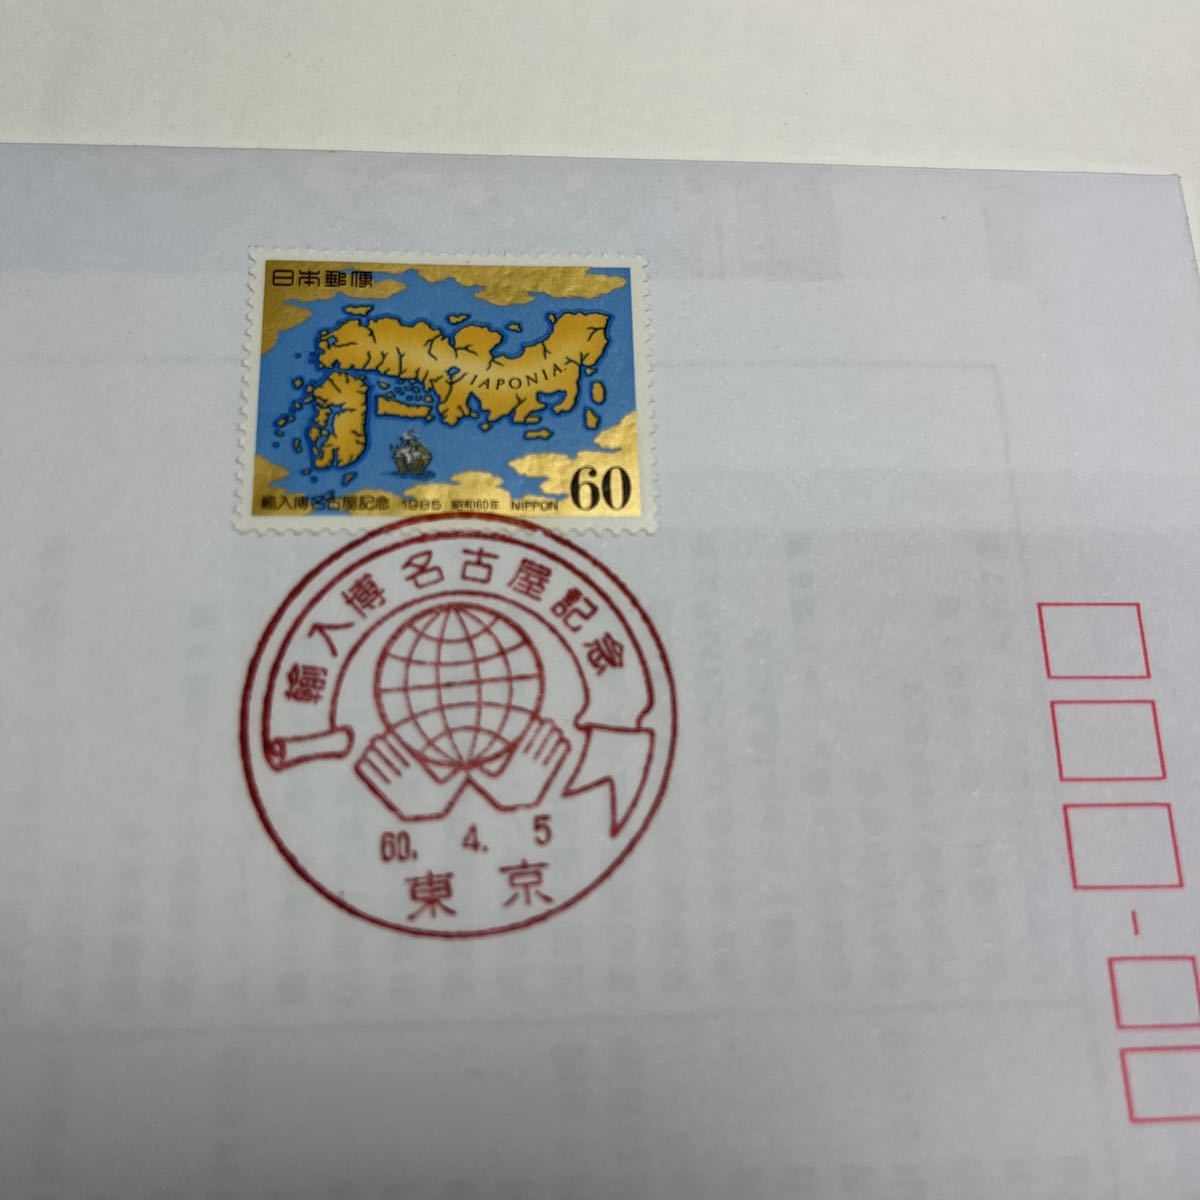 日本郵便
IAPONIA
輸入博名古屋記念 1985 昭和60年 NIPPON 60
輸入博名古屋記念
60. 4. 5
東京